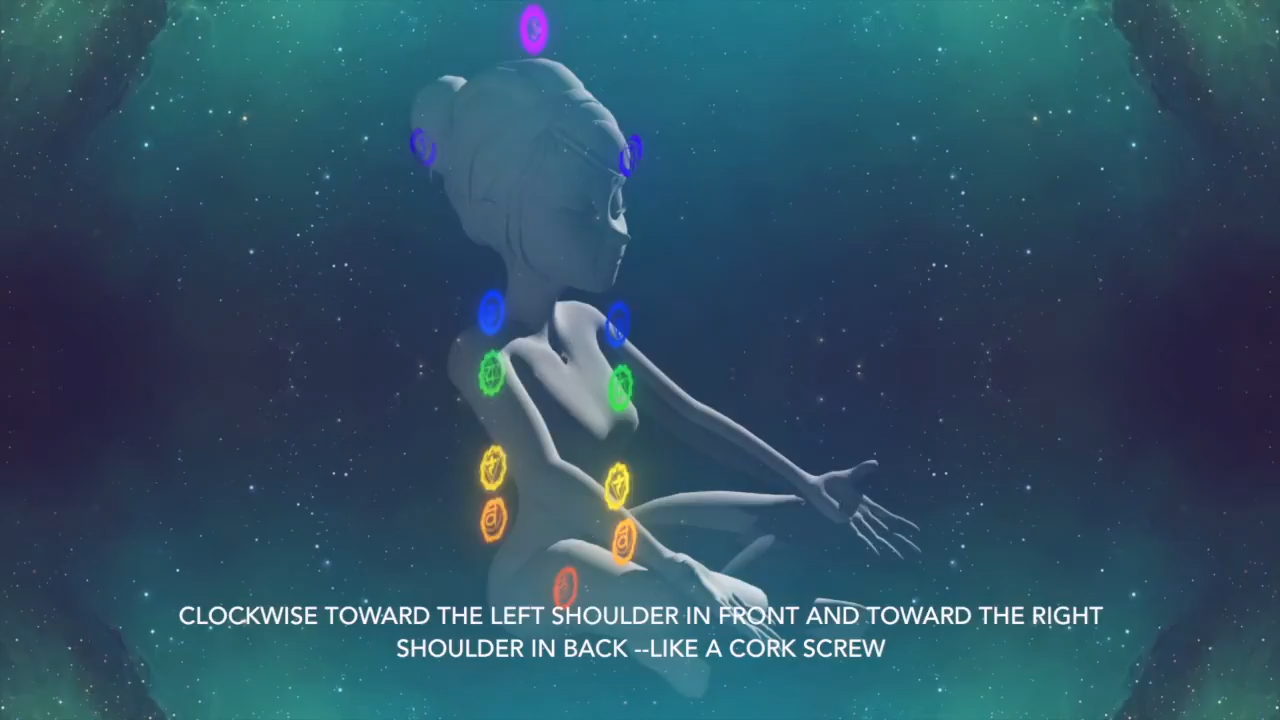 CLOCKWISE TOWARD THE LEFT SHOULDER IN FRONT AND TOWARD THE RIGHT
SHOULDER IN BACK --LIKE A CORK SCREW